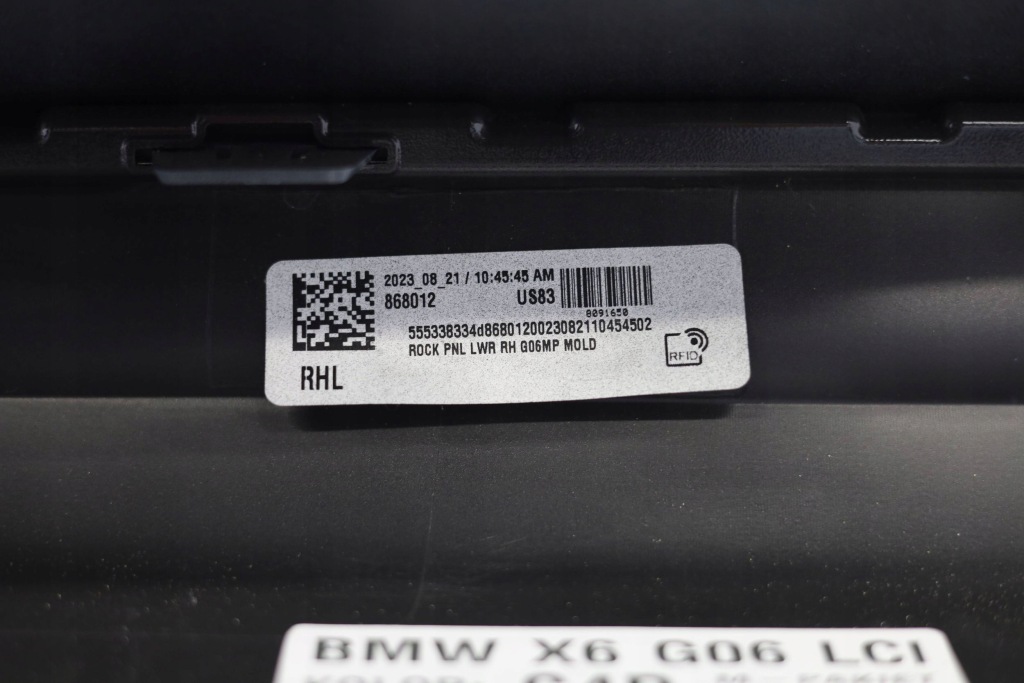 2023_08_21 / 10:45:45 AM
868012 US83
8091650
555338334d8680120023082110454502
ROCK PNL LWR RH G06MP MOLD
RFID
RHL
BMW X6 G06 LCI